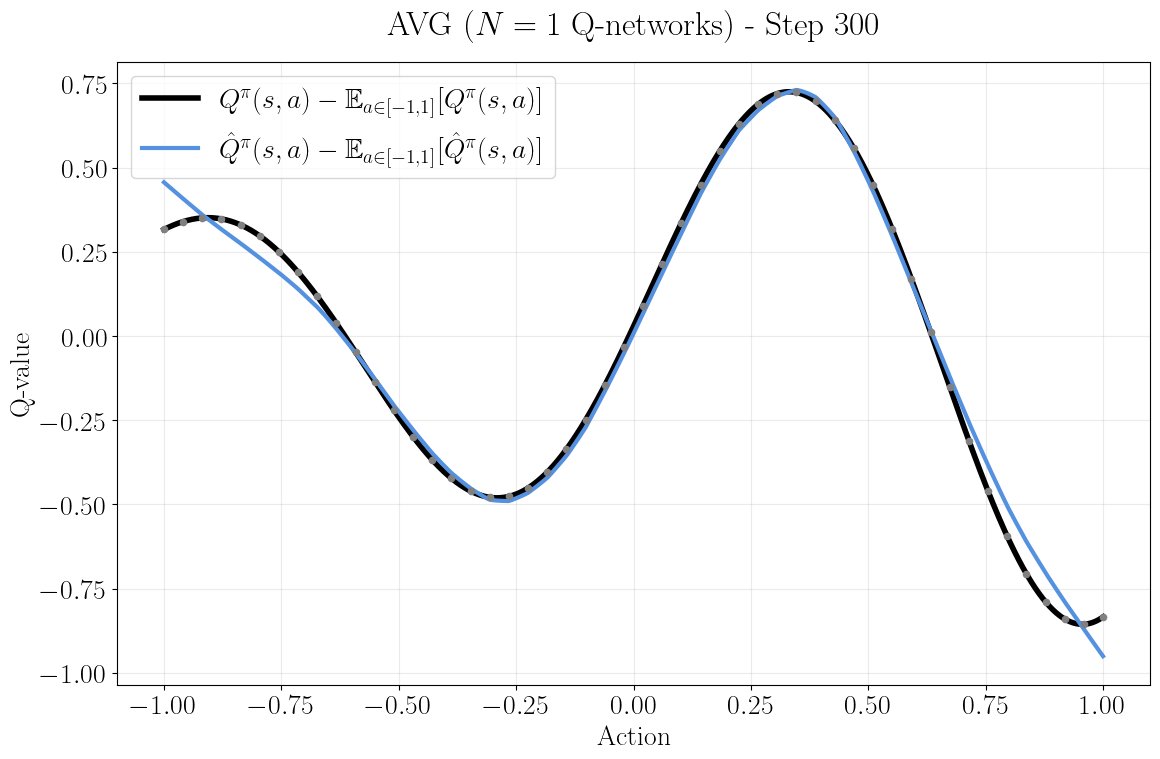 AVG (N = 1 Q-networks) - Step 300
Q^π(s, a) − 𝔼_{a∈[−1,1]}[Q^π(s, a)]
Q̂^π(s, a) − 𝔼_{a∈[−1,1]}[Q̂^π(s, a)]
0.75
0.50
0.25
0.00
−0.25
−0.50
−0.75
−1.00
Q-value
−1.00 −0.75 −0.50 −0.25 0.00 0.25 0.50 0.75 1.00
Action